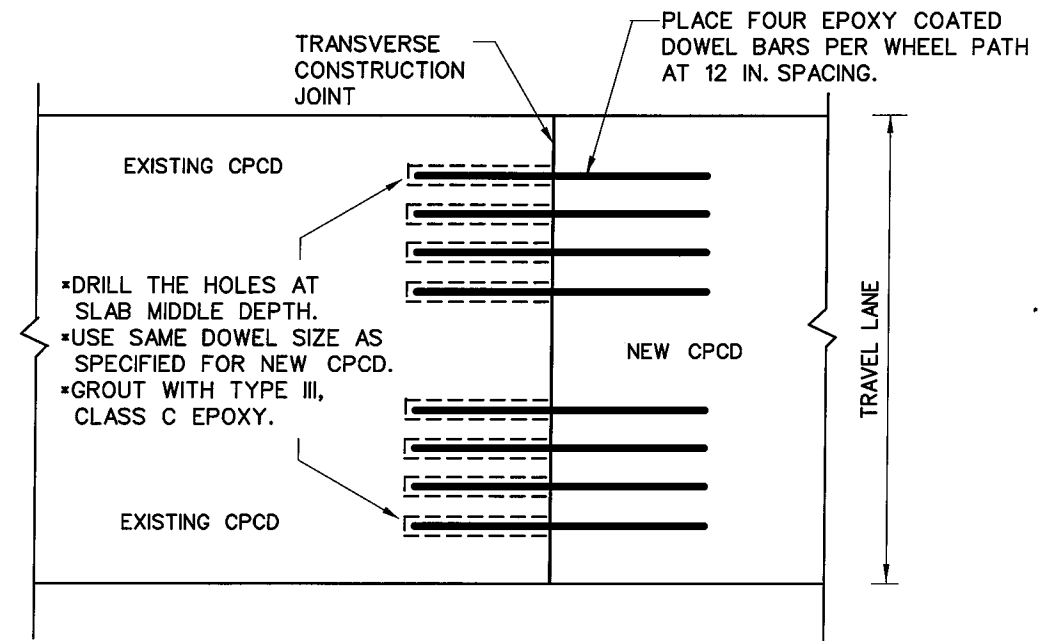 PLACE FOUR EPOXY COATED
DOWEL BARS PER WHEEL PATH
AT 12 IN. SPACING.
TRANSVERSE
CONSTRUCTION
JOINT
EXISTING CPCD
*DRILL THE HOLES AT
SLAB MIDDLE DEPTH.
*USE SAME DOWEL SIZE AS
SPECIFIED FOR NEW CPCD.
*GROUT WITH TYPE III,
CLASS C EPOXY.
NEW CPCD
TRAVEL LANE
EXISTING CPCD